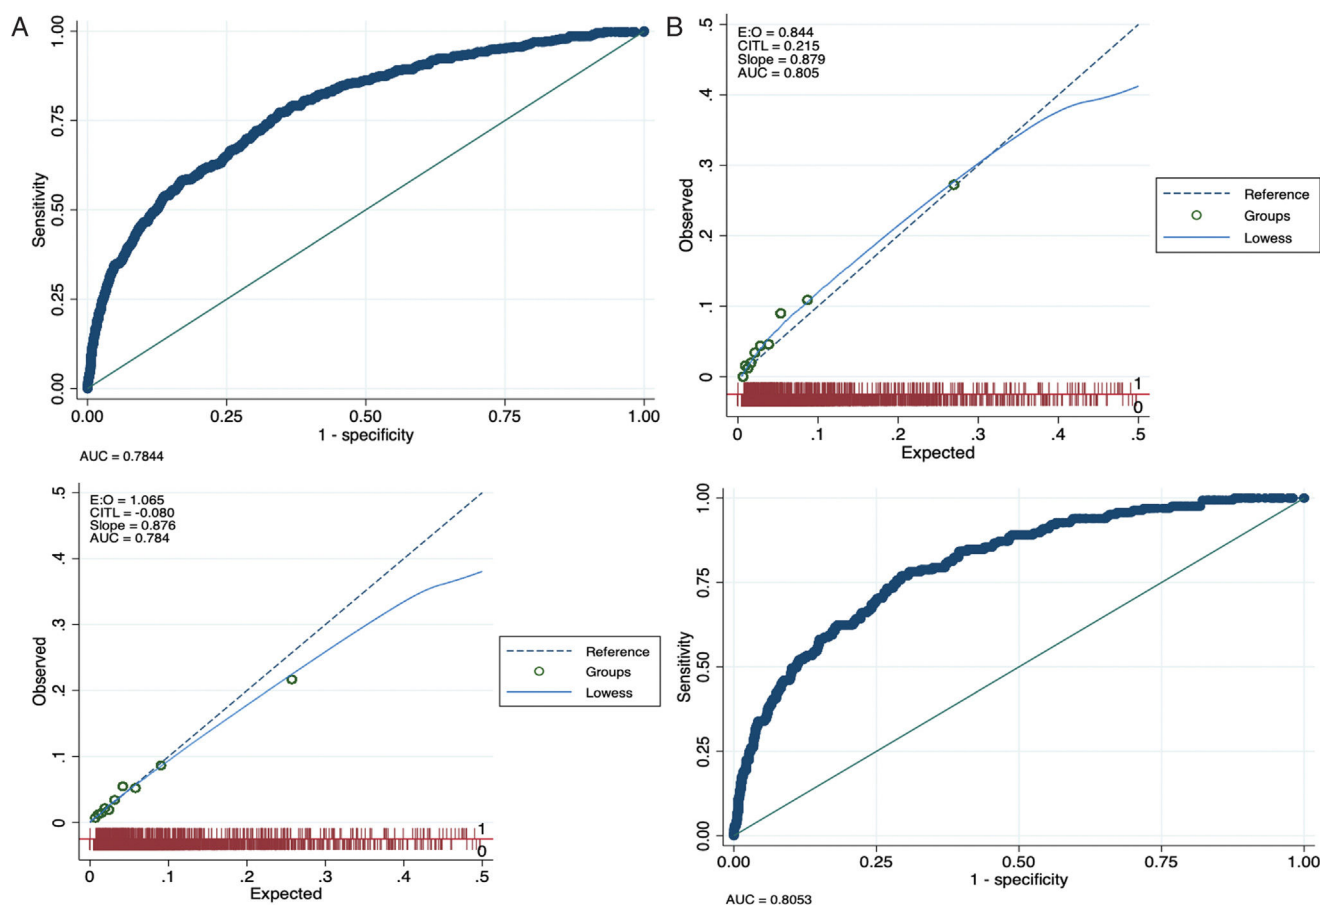 A
1.00
0.75
0.50
0.25
0.00
Sensitivity
0.00 0.25 0.50 0.75 1.00
1 - specificity
AUC = 0.7844
B
E:O = 0.844
CITL = 0.215
Slope = 0.879
AUC = 0.805
.5
.4
.3
.2
.1
0
Observed
1
0
0 .1 .2 .3 .4 .5
Expected
Reference
Groups
Lowess
E:O = 1.065
CITL = -0.080
Slope = 0.876
AUC = 0.784
.5
.4
.3
.2
.1
0
Observed
1
0
0 .1 .2 .3 .4 .5
Expected
Reference
Groups
Lowess
1.00
0.75
0.50
0.25
0.00
Sensitivity
0.00 0.25 0.50 0.75 1.00
1 - specificity
AUC = 0.8053